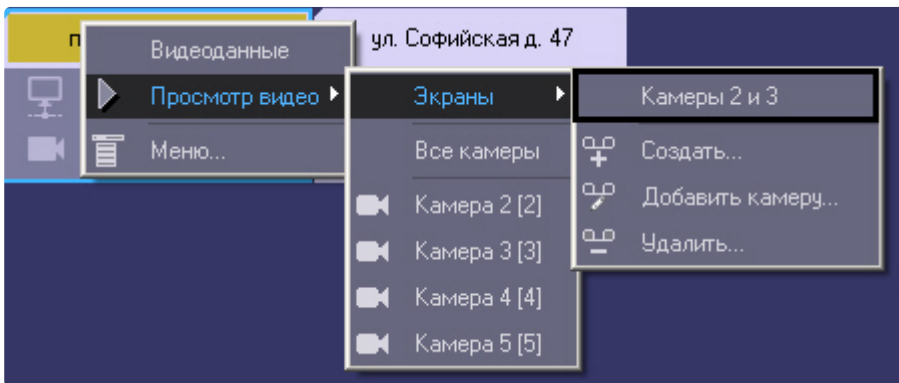 ул. Софийская д. 47
Видеоданные
Просмотр видео
Меню...
Экраны
Все камеры
Камера 2 [2]
Камера 3 [3]
Камера 4 [4]
Камера 5 [5]
Камеры 2 и 3
Создать...
Добавить камеру...
Удалить...